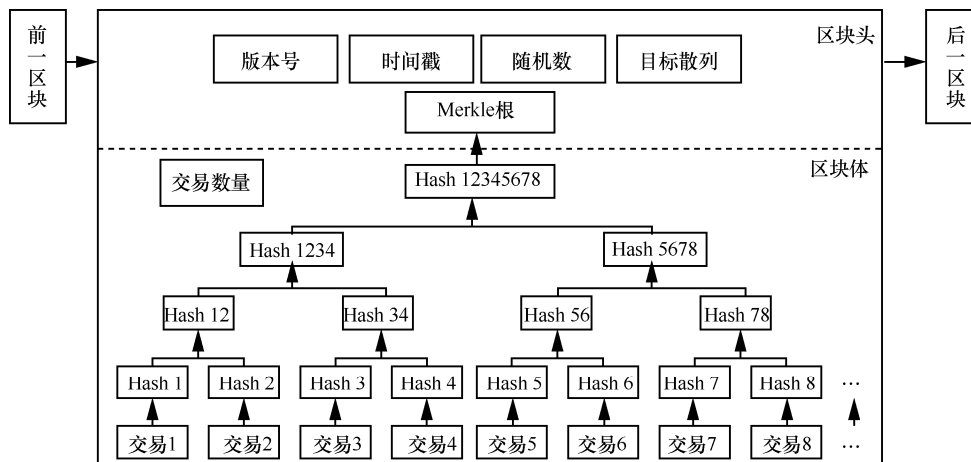 前一区块
区块头
后一区块
版本号
时间戳
随机数
目标散列
Merkle根
区块体
交易数量
Hash 12345678
Hash 1234
Hash 5678
Hash 12
Hash 34
Hash 56
Hash 78
Hash 1
Hash 2
Hash 3
Hash 4
Hash 5
Hash 6
Hash 7
Hash 8
…
交易1
交易2
交易3
交易4
交易5
交易6
交易7
交易8
…